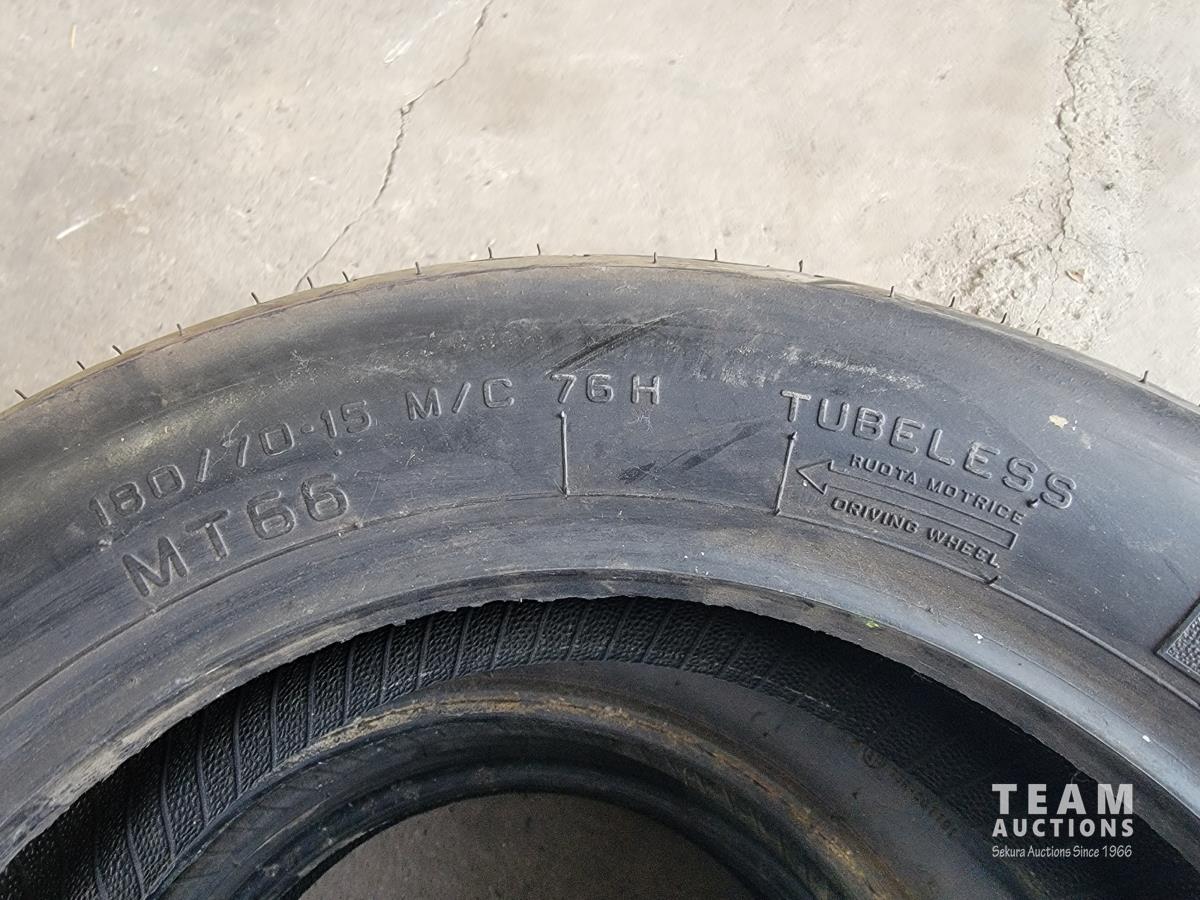 180/70-15 M/C 76H
MT66
TUBELESS
RUOTA MOTRICE
DRIVING WHEEL
TEAM
AUCTIONS
Sekura Auctions Since 1966